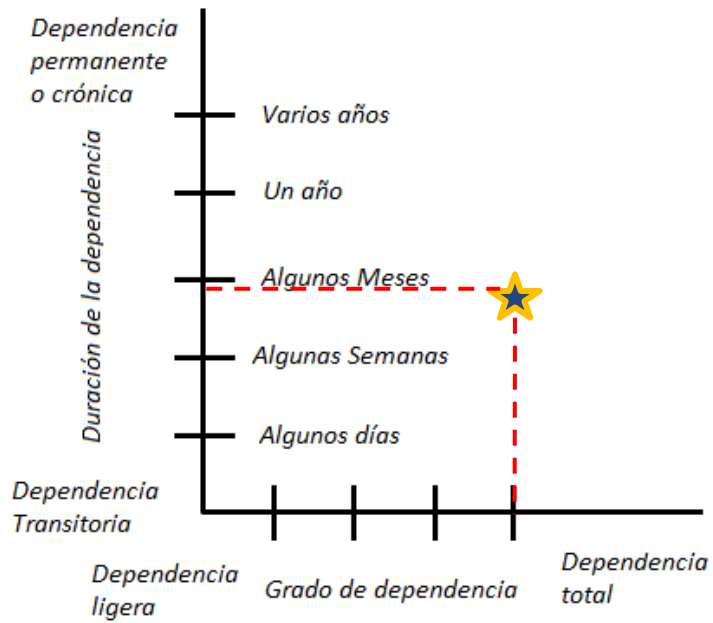 Dependencia
permanente
o crónica
Varios años
Un año
Duración de la dependencia
Algunos Meses
Algunas Semanas
Algunos días
Dependencia
Transitoria
Dependencia
ligera
Grado de dependencia
Dependencia
total